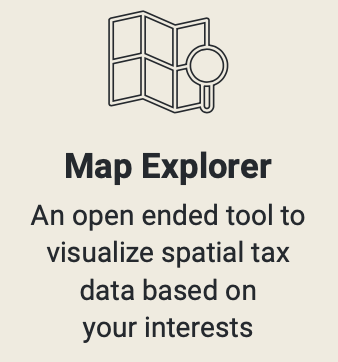 Map Explorer
An open ended tool to
visualize spatial tax
data based on
your interests